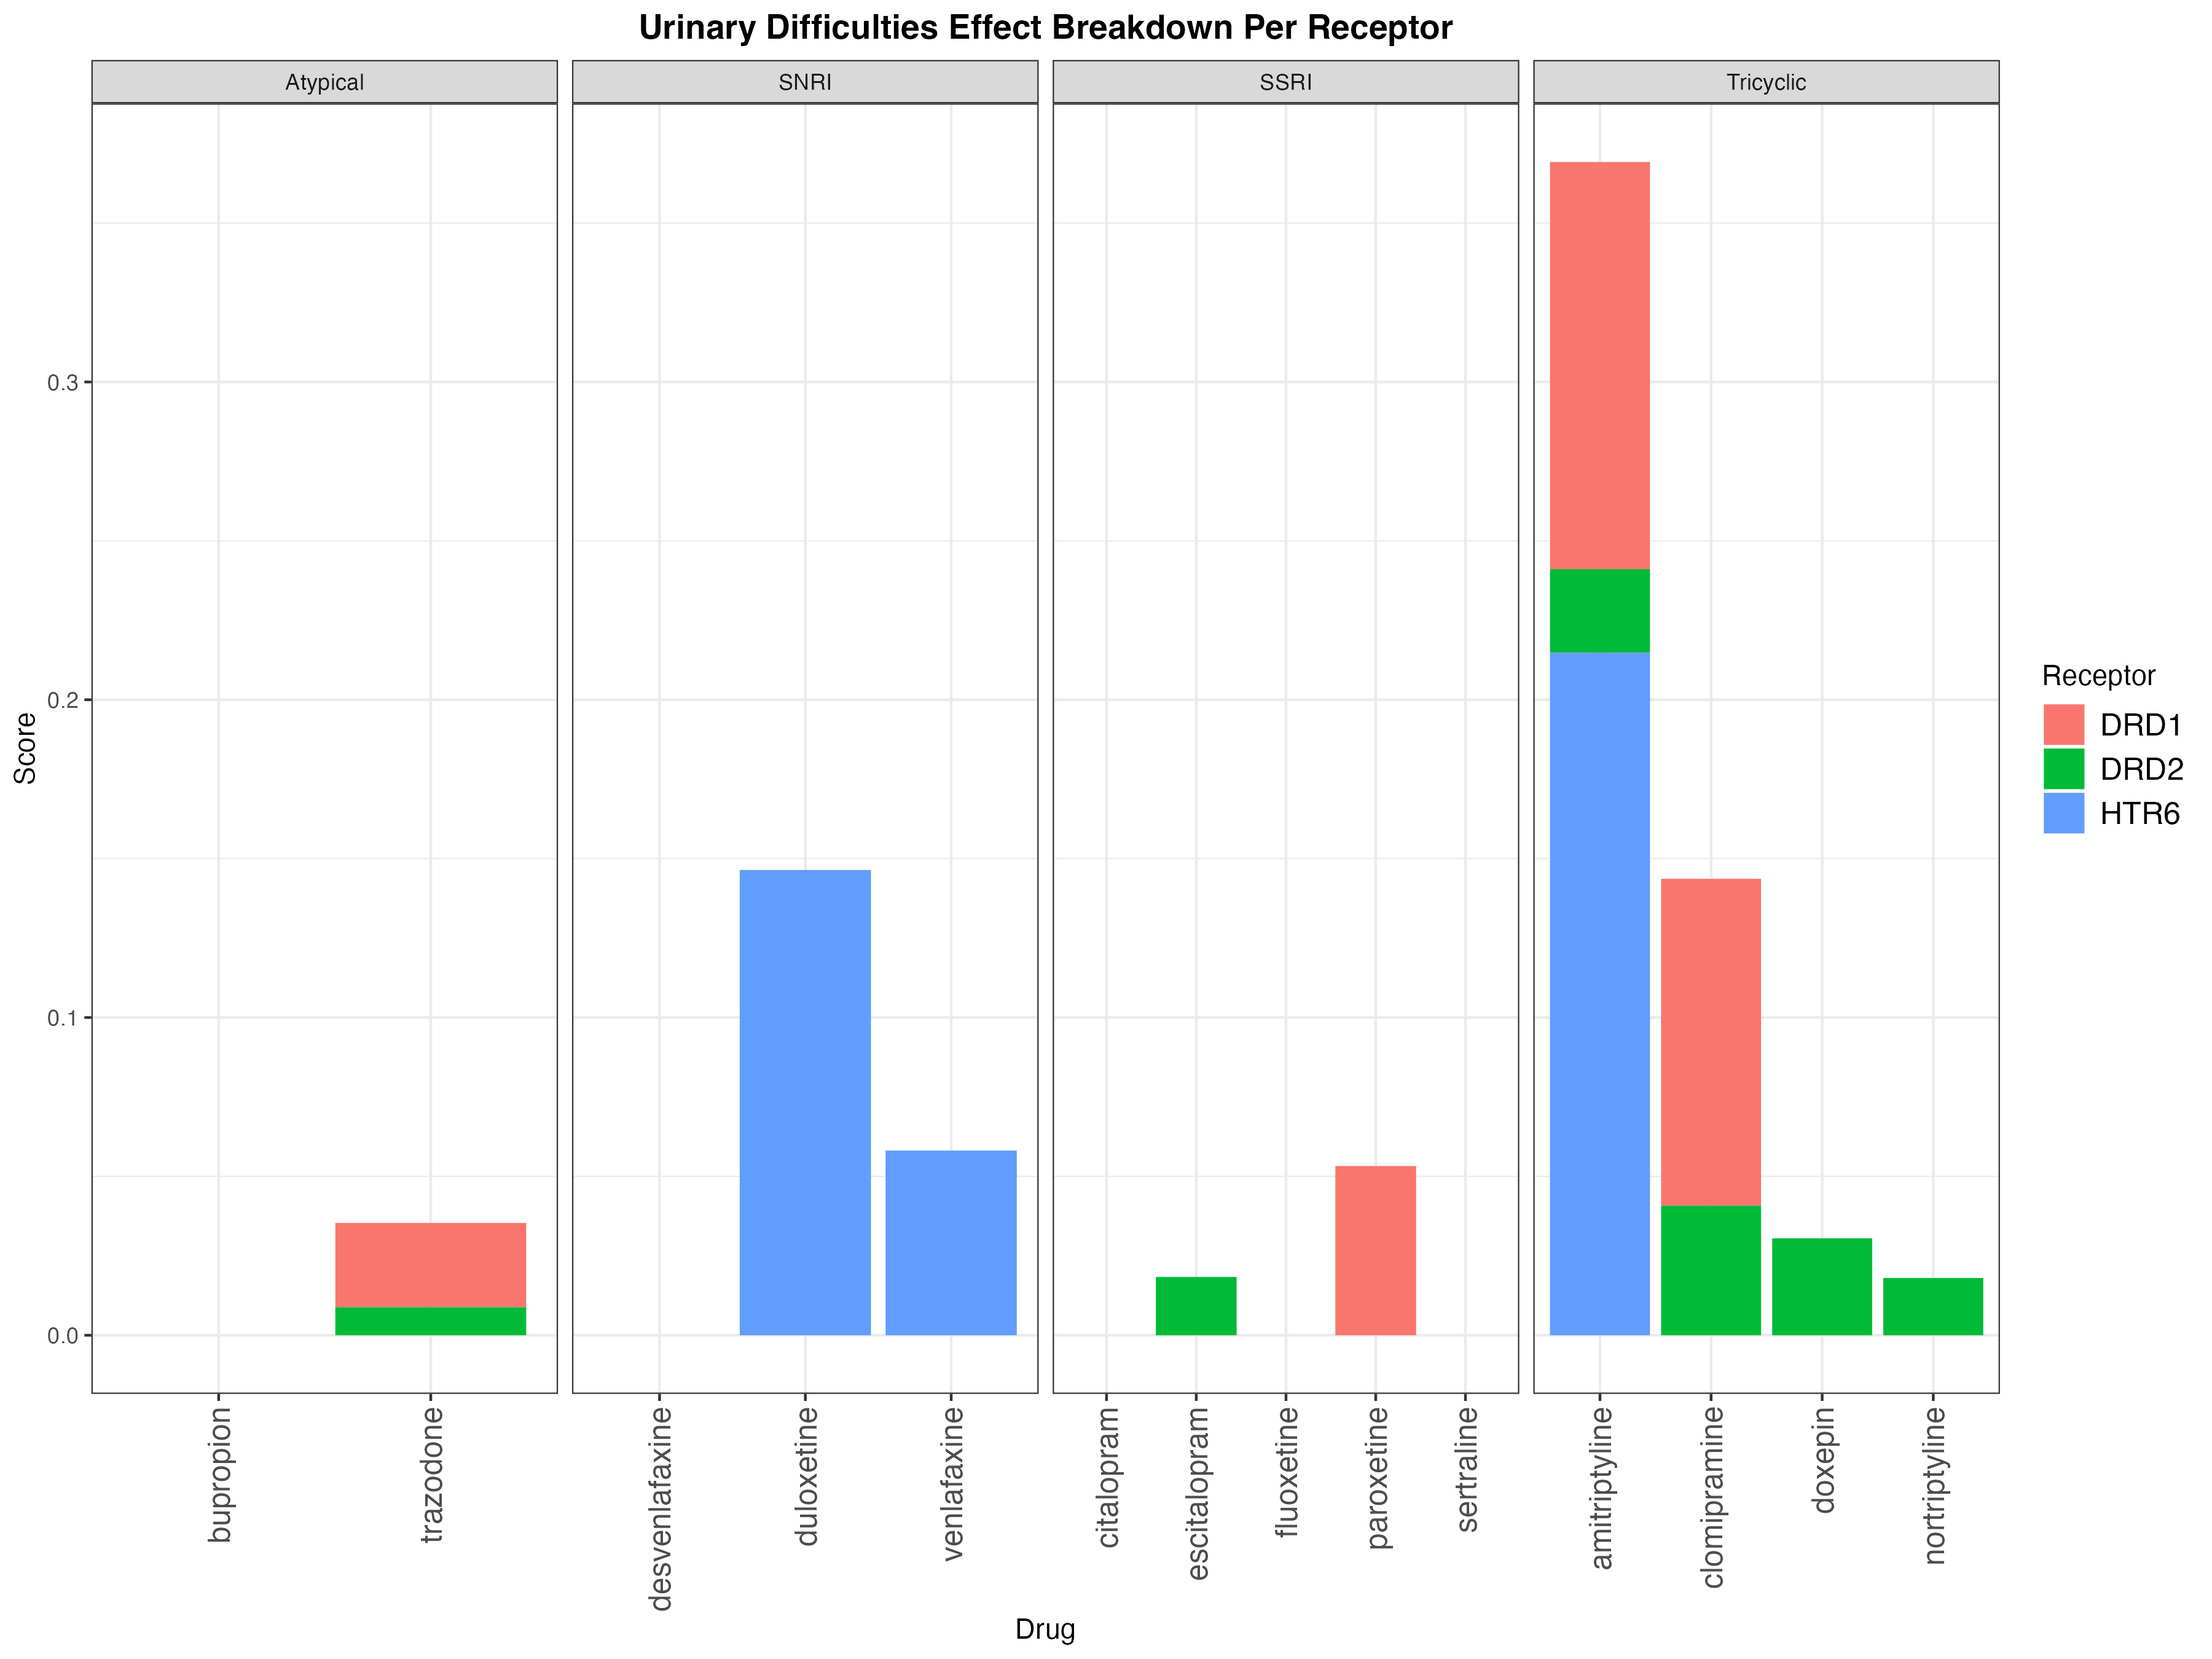 Urinary Difficulties Effect Breakdown Per Receptor
Atypical
SNRI
SSRI
Tricyclic
Score
0.3
0.2
0.1
0.0
bupropion
trazodone
desvenlafaxine
duloxetine
venlafaxine
citalopram
escitalopram
fluoxetine
paroxetine
sertraline
amitriptyline
clomipramine
doxepin
nortriptyline
Drug
Receptor
DRD1
DRD2
HTR6